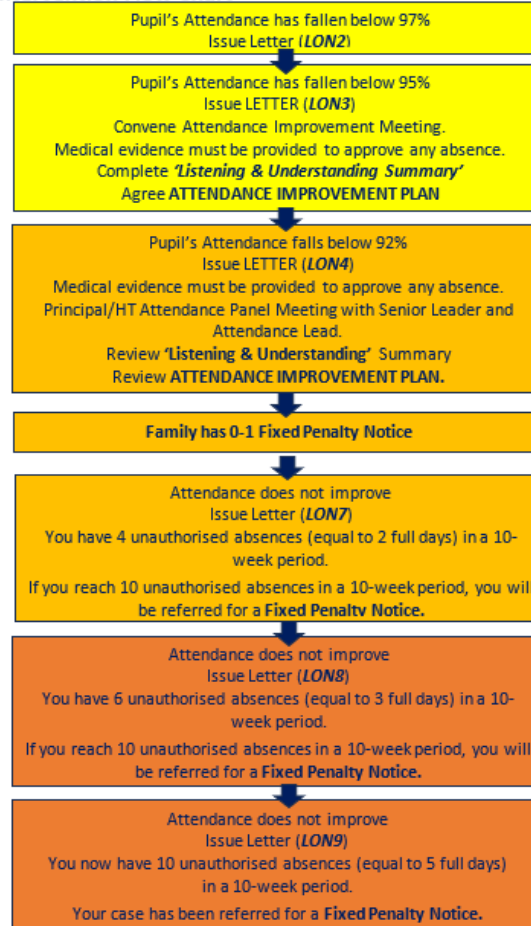 Pupil's Attendance has fallen below 97%
Issue Letter (LON2)
Pupil's Attendance has fallen below 95%
Issue LETTER (LON3)
Convene Attendance Improvement Meeting.
Medical evidence must be provided to approve any absence.
Complete 'Listening & Understanding Summary'
Agree ATTENDANCE IMPROVEMENT PLAN
Pupil's Attendance falls below 92%
Issue LETTER (LON4)
Medical evidence must be provided to approve any absence.
Principal/HT Attendance Panel Meeting with Senior Leader and
Attendance Lead.
Review 'Listening & Understanding' Summary
Review ATTENDANCE IMPROVEMENT PLAN.
Family has 0-1 Fixed Penalty Notice
Attendance does not improve
Issue Letter (LON7)
You have 4 unauthorised absences (equal to 2 full days) in a 10-
week period.
If you reach 10 unauthorised absences in a 10-week period, you will
be referred for a Fixed Penalty Notice.
Attendance does not improve
Issue Letter (LON8)
You have 6 unauthorised absences (equal to 3 full days) in a 10-
week period.
If you reach 10 unauthorised absences in a 10-week period, you will
be referred for a Fixed Penalty Notice.
Attendance does not improve
Issue Letter (LON9)
You now have 10 unauthorised absences (equal to 5 full days)
in a 10-week period.
Your case has been referred for a Fixed Penalty Notice.